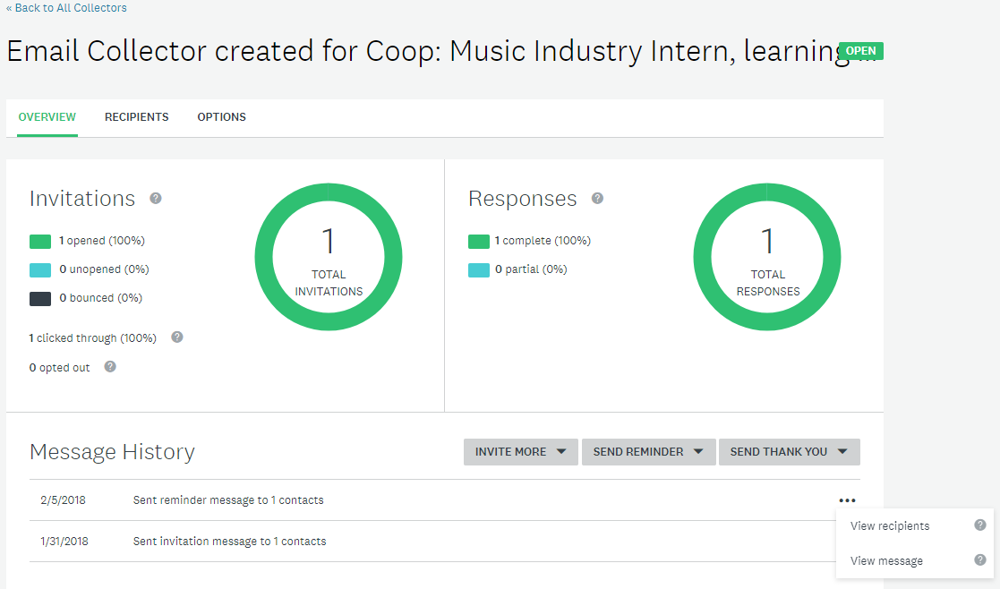 « Back to All Collectors
Email Collector created for Coop: Music Industry Intern, learning ...
OPEN
OVERVIEW RECIPIENTS OPTIONS
Invitations ?
1 opened (100%)
0 unopened (0%)
0 bounced (0%)
1 clicked through (100%) ?
0 opted out ?
1
TOTAL
INVITATIONS
Responses ?
1 complete (100%)
0 partial (0%)
1
TOTAL
RESPONSES
Message History
INVITE MORE SEND REMINDER SEND THANK YOU
2/5/2018 Sent reminder message to 1 contacts
1/31/2018 Sent invitation message to 1 contacts
View recipients ?
View message ?